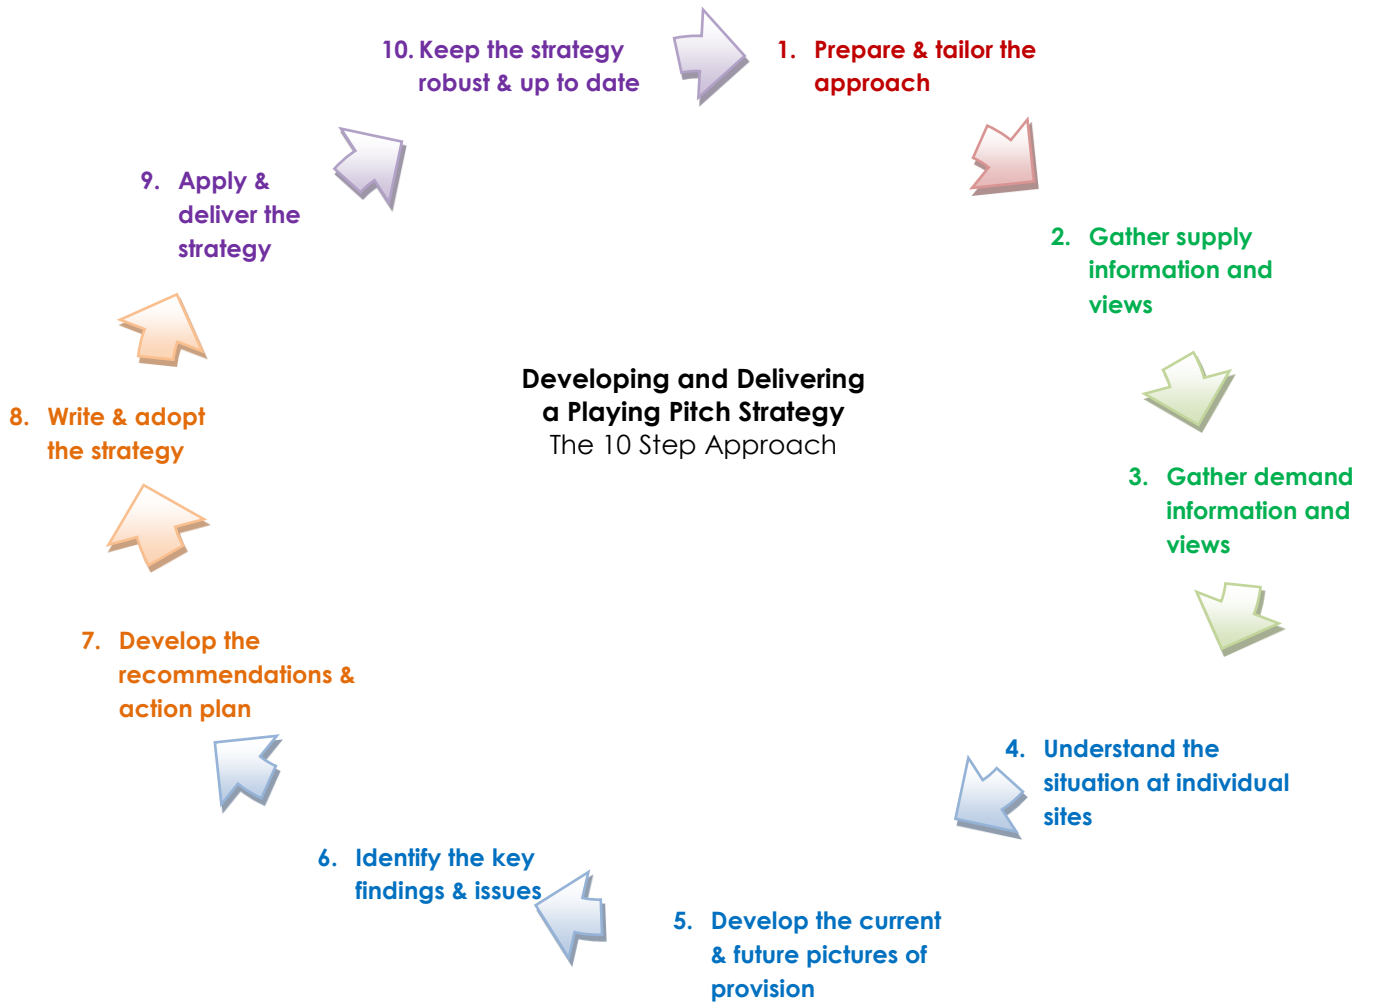 10. Keep the strategy
robust & up to date
1. Prepare & tailor the
approach
9. Apply &
deliver the
strategy
2. Gather supply
information and
views
Developing and Delivering
a Playing Pitch Strategy
The 10 Step Approach
8. Write & adopt
the strategy
3. Gather demand
information and
views
7. Develop the
recommendations &
action plan
4. Understand the
situation at individual
sites
6. Identify the key
findings & issues
5. Develop the current
& future pictures of
provision